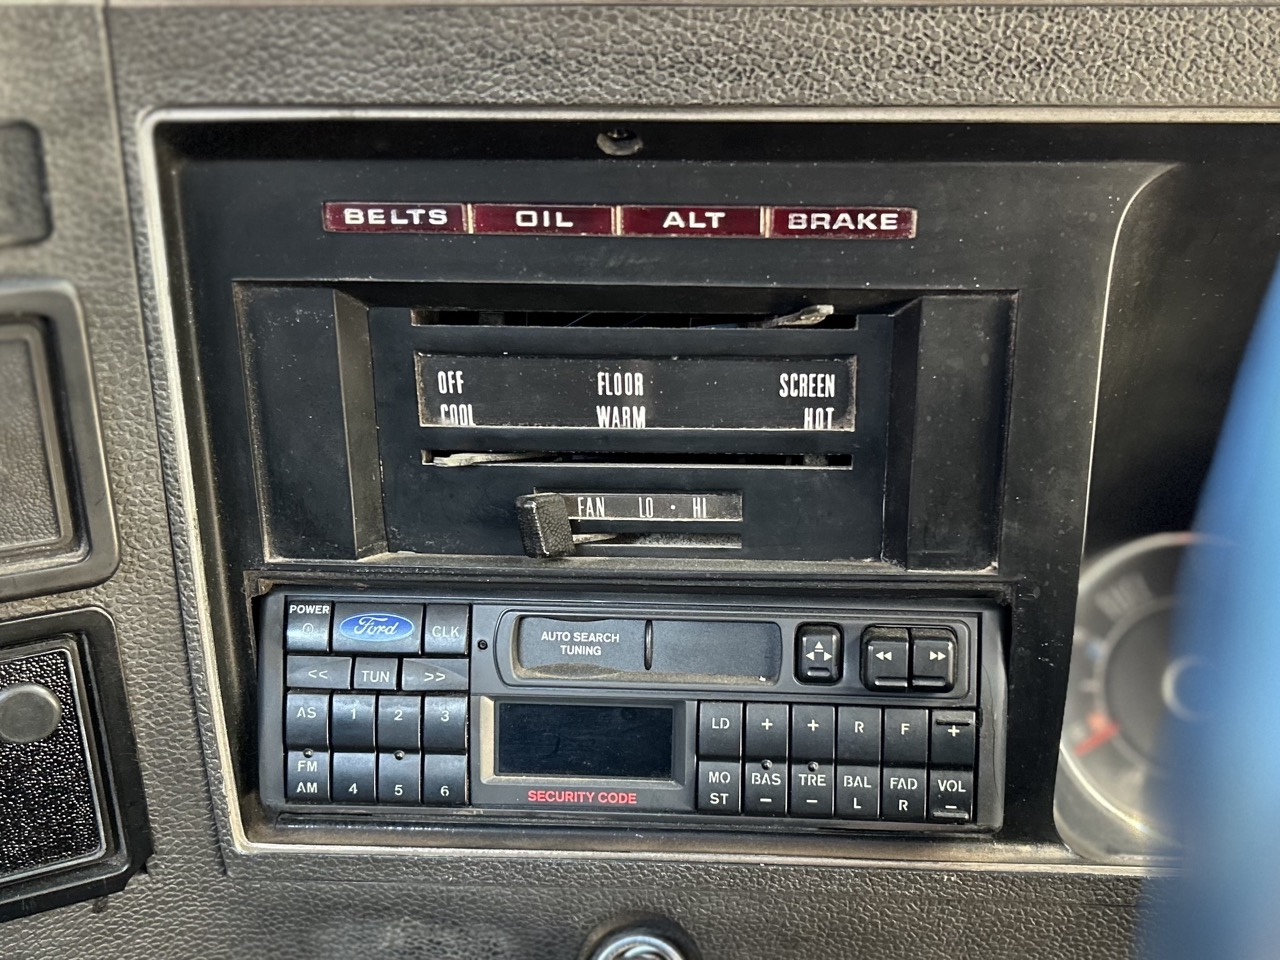 BELTS OIL ALT BRAKE
OFF FLOOR SCREEN
COOL WARM HOT
FAN LO · HI
POWER
Ford
CLK
AUTO SEARCH
TUNING
<< TUN >>
AS 1 2 3
FM
AM 4 5 6
SECURITY CODE
LD + + R F +
MO BAS TRE BAL FAD VOL
ST - - L R -